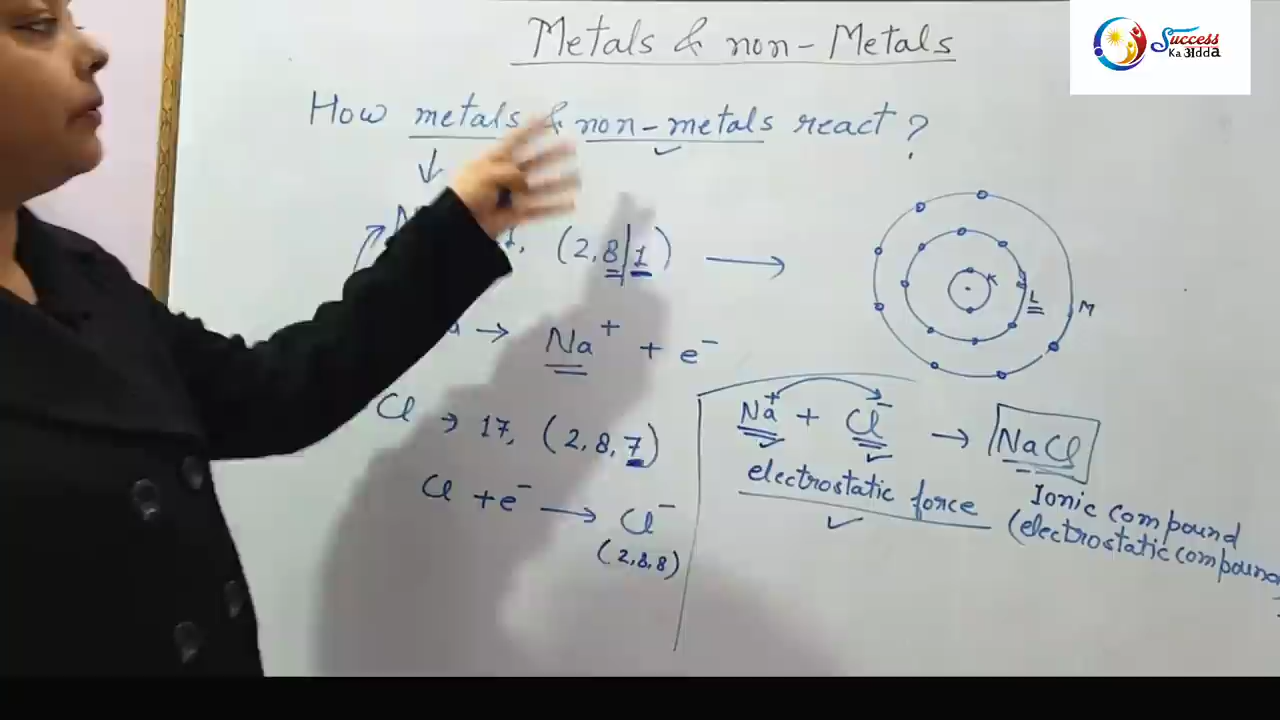 Metals & non-Metals
Success
Ka अdda
How metals & non-metals react?
(2,8|1)
→ Na⁺ + e⁻
Cl → 17, (2,8,7)
Cl + e⁻ → Cl⁻
(2,8,8)
K
L
M
Na⁺ + Cl⁻ → NaCl
electrostatic force
Ionic compound
(electrostatic compound